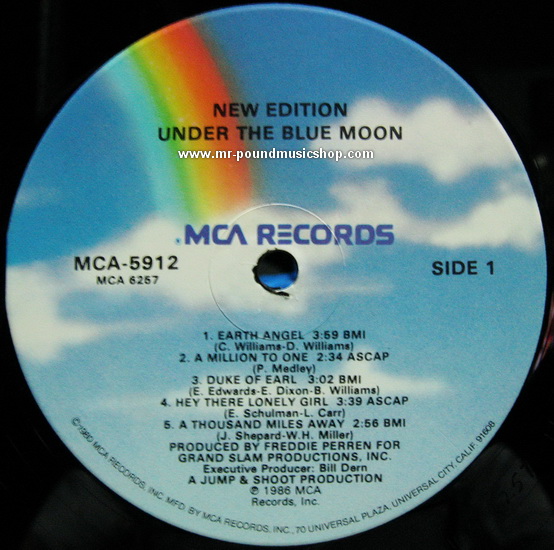 NEW EDITION
UNDER THE BLUE MOON
www.mr-poundmusicshop.com
MCA RECORDS
MCA-5912
MCA 6257
SIDE 1
1. EARTH ANGEL 3:59 BMI
(C. Williams-D. Williams)
2. A MILLION TO ONE 2:34 ASCAP
(P. Medley)
3. DUKE OF EARL 3:02 BMI
(E. Edwards-E. Dixon-B. Williams)
4. HEY THERE LONELY GIRL 3:39 ASCAP
(E. Schulman-L. Carr)
5. A THOUSAND MILES AWAY 2:56 BMI
(J. Shepard-W.H. Miller)
PRODUCED BY FREDDIE PERREN FOR
GRAND SLAM PRODUCTIONS, INC.
Executive Producer: Bill Dern
A JUMP & SHOOT PRODUCTION
℗ 1986 MCA
Records, Inc.
©1980 MCA RECORDS, INC. MFD. BY MCA RECORDS, INC., 70 UNIVERSAL PLAZA, UNIVERSAL CITY, CALIF. 91608